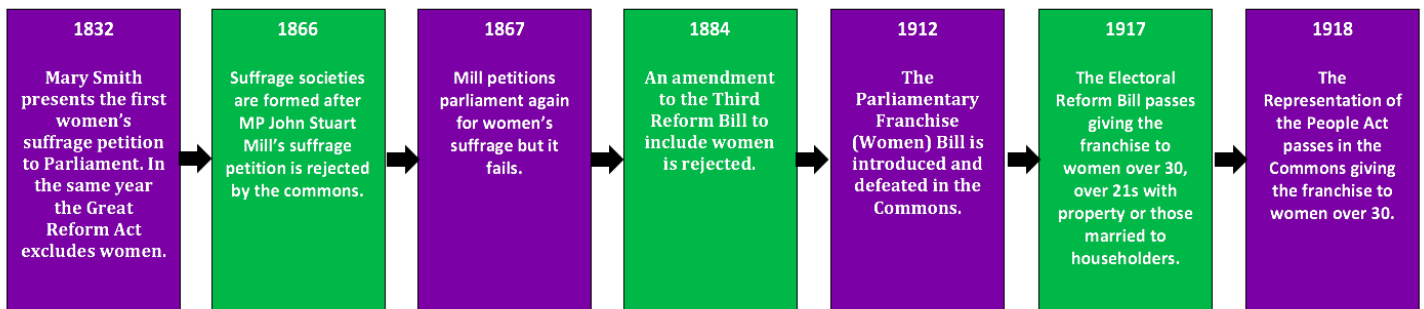 1832
Mary Smith
presents the first
women's
suffrage petition
to Parliament. In
the same year
the Great
Reform Act
excludes women.
1866
Suffrage societies
are formed after
MP John Stuart
Mill's suffrage
petition is rejected
by the commons.
1867
Mill petitions
parliament again
for women's
suffrage but it
fails.
1884
An amendment
to the Third
Reform Bill to
include women
is rejected.
1912
The
Parliamentary
Franchise
(Women) Bill is
introduced and
defeated in the
Commons.
1917
The Electoral
Reform Bill passes
giving the
franchise to
women over 30,
over 21s with
property or those
married to
householders.
1918
The
Representation of
the People Act
passes in the
Commons giving
the franchise to
women over 30.